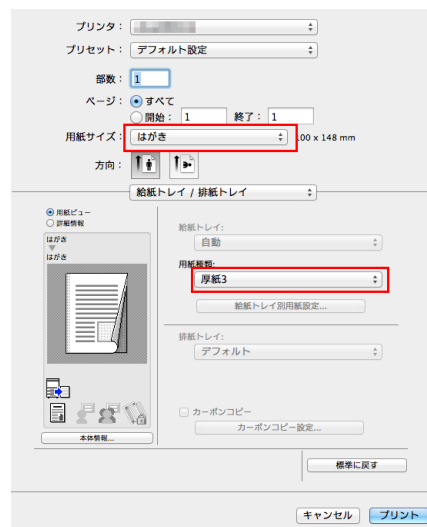 プリンタ：
プリセット： デフォルト設定
部数： 1
ページ： すべて
開始： 1 終了： 1
用紙サイズ： はがき 100 x 148 mm
方向：
給紙トレイ / 排紙トレイ
用紙ビュー
詳細情報
はがき
はがき
給紙トレイ:
自動
用紙種類:
厚紙3
給紙トレイ別用紙設定...
排紙トレイ:
デフォルト
カーボンコピー
カーボンコピー設定...
本体情報...
標準に戻す
キャンセル プリント